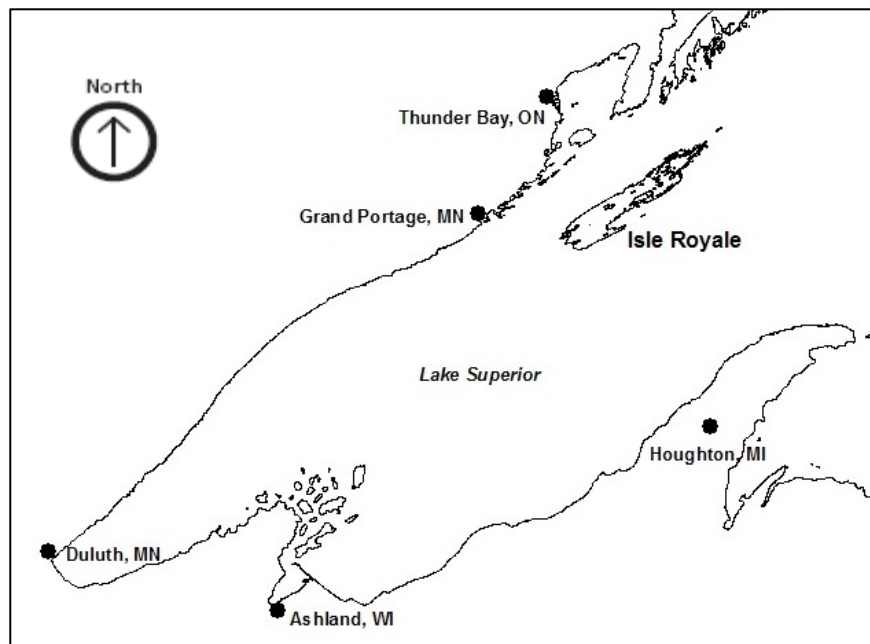 North
Thunder Bay, ON
Grand Portage, MN
Isle Royale
Lake Superior
Houghton, MI
Duluth, MN
Ashland, WI